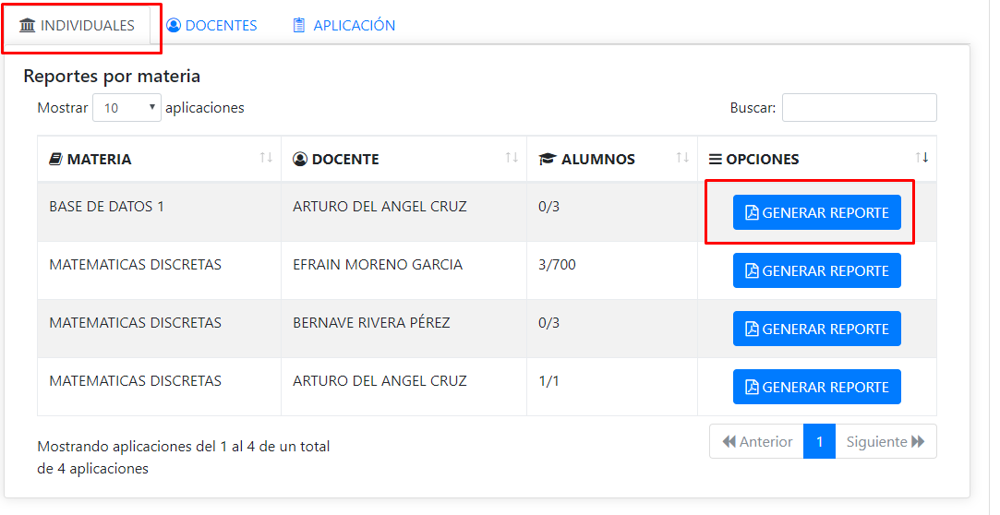 INDIVIDUALES DOCENTES APLICACIÓN
Reportes por materia
Mostrar 10 aplicaciones Buscar:
MATERIA DOCENTE ALUMNOS OPCIONES
BASE DE DATOS 1 ARTURO DEL ANGEL CRUZ 0/3 GENERAR REPORTE
MATEMATICAS DISCRETAS EFRAIN MORENO GARCIA 3/700 GENERAR REPORTE
MATEMATICAS DISCRETAS BERNAVE RIVERA PÉREZ 0/3 GENERAR REPORTE
MATEMATICAS DISCRETAS ARTURO DEL ANGEL CRUZ 1/1 GENERAR REPORTE
Mostrando aplicaciones del 1 al 4 de un total
de 4 aplicaciones
Anterior 1 Siguiente